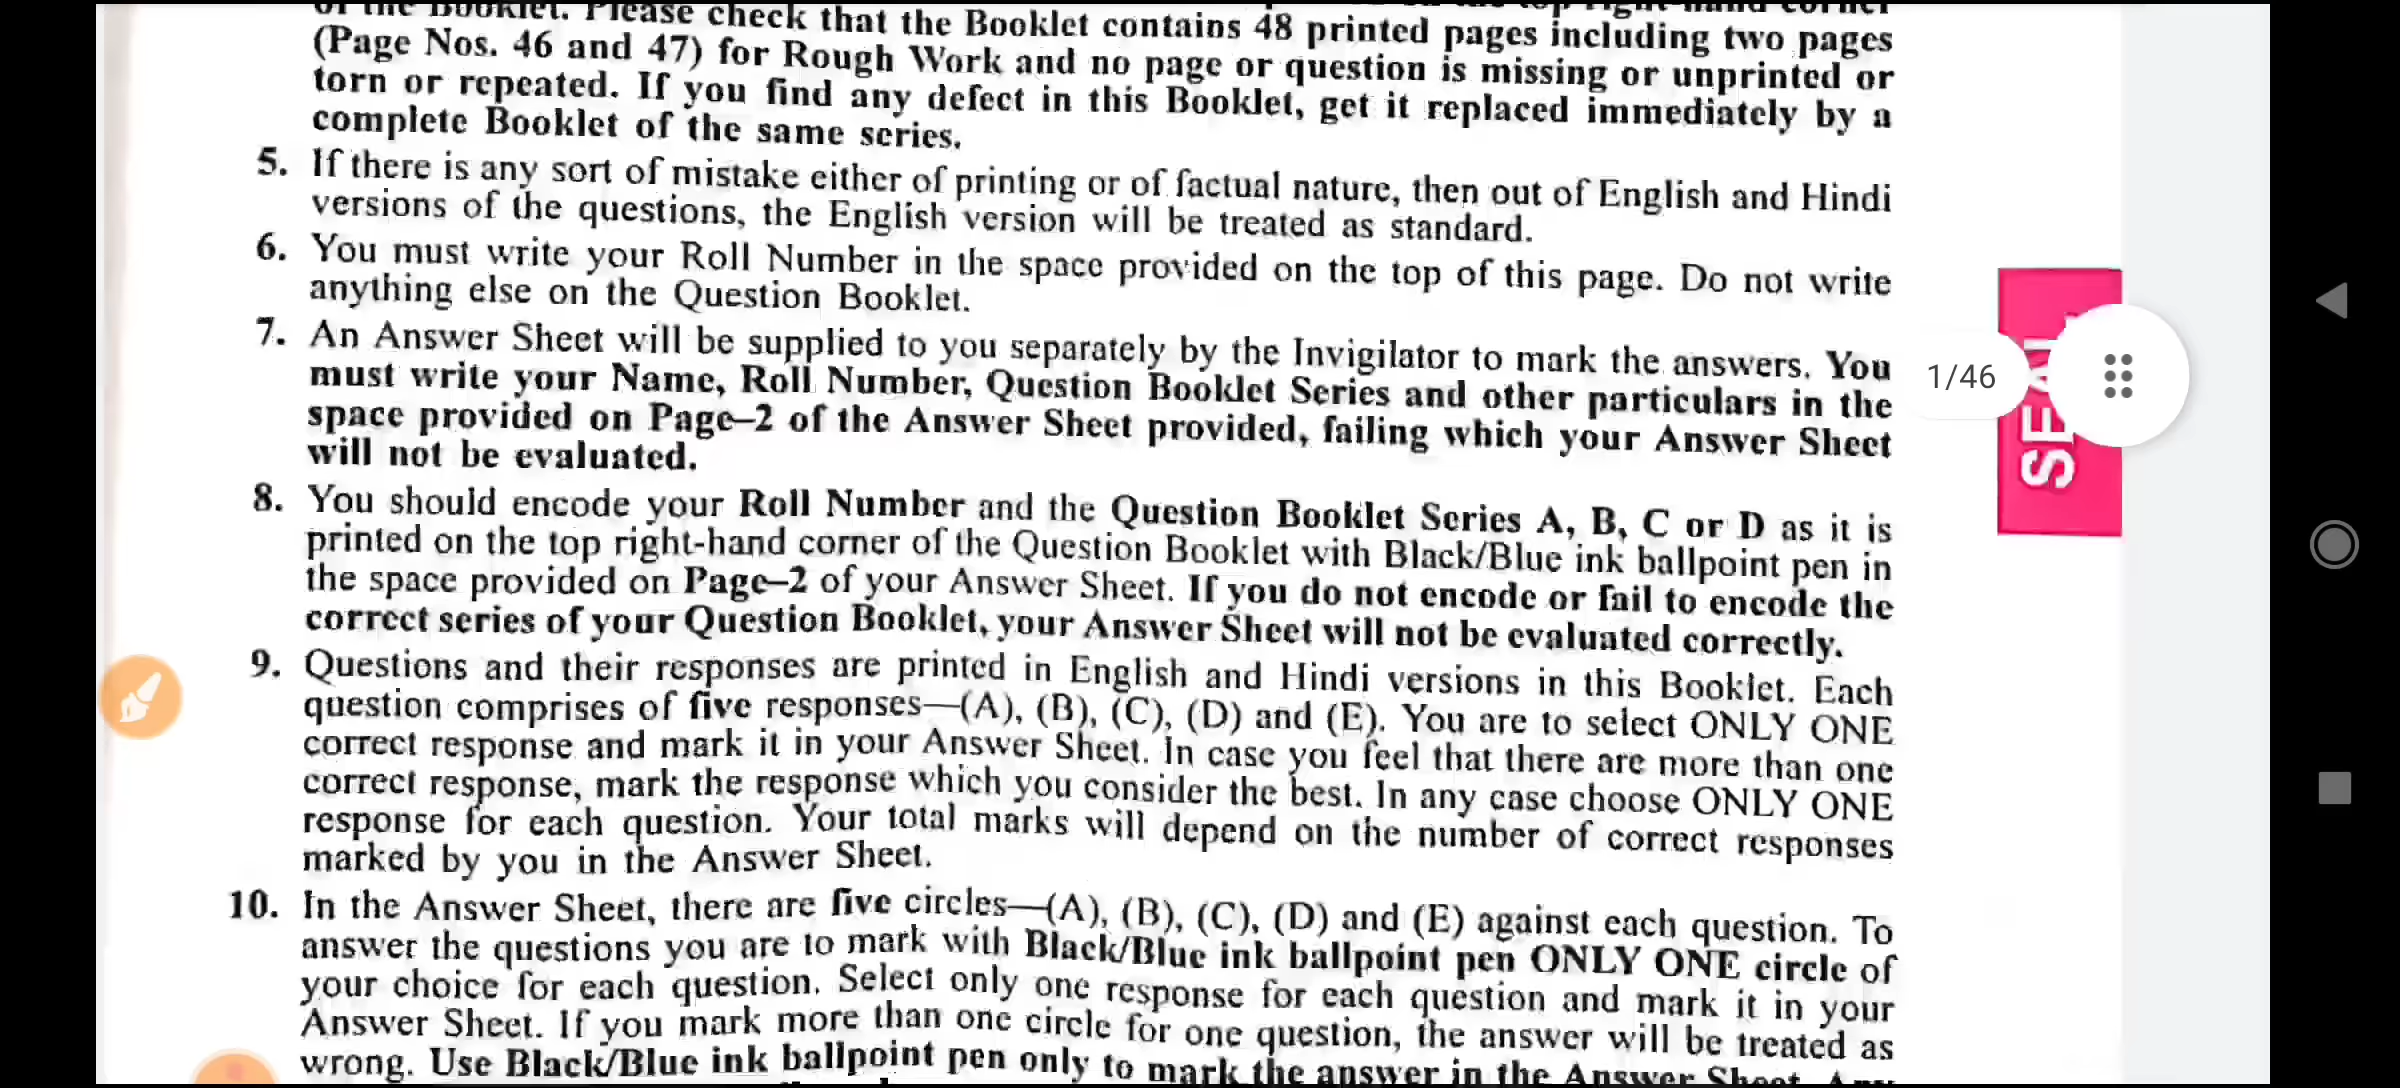 of the Booklet. Please check that the Booklet contains 48 printed pages including two pages
(Page Nos. 46 and 47) for Rough Work and no page or question is missing or unprinted or
torn or repeated. If you find any defect in this Booklet, get it replaced immediately by a
complete Booklet of the same series.
5. If there is any sort of mistake either of printing or of factual nature, then out of English and Hindi
versions of the questions, the English version will be treated as standard.
6. You must write your Roll Number in the space provided on the top of this page. Do not write
anything else on the Question Booklet.
7. An Answer Sheet will be supplied to you separately by the Invigilator to mark the answers. You
must write your Name, Roll Number, Question Booklet Series and other particulars in the
space provided on Page–2 of the Answer Sheet provided, failing which your Answer Sheet
will not be evaluated.
8. You should encode your Roll Number and the Question Booklet Series A, B, C or D as it is
printed on the top right-hand corner of the Question Booklet with Black/Blue ink ballpoint pen in
the space provided on Page–2 of your Answer Sheet. If you do not encode or fail to encode the
correct series of your Question Booklet, your Answer Sheet will not be evaluated correctly.
9. Questions and their responses are printed in English and Hindi versions in this Booklet. Each
question comprises of five responses—(A), (B), (C), (D) and (E). You are to select ONLY ONE
correct response and mark it in your Answer Sheet. In case you feel that there are more than one
correct response, mark the response which you consider the best. In any case choose ONLY ONE
response for each question. Your total marks will depend on the number of correct responses
marked by you in the Answer Sheet.
10. In the Answer Sheet, there are five circles—(A), (B), (C), (D) and (E) against each question. To
answer the questions you are to mark with Black/Blue ink ballpoint pen ONLY ONE circle of
your choice for each question. Select only one response for each question and mark it in your
Answer Sheet. If you mark more than one circle for one question, the answer will be treated as
wrong. Use Black/Blue ink ballpoint pen only to mark the answer in the Answer Sheet. Any
1/46
SEAL